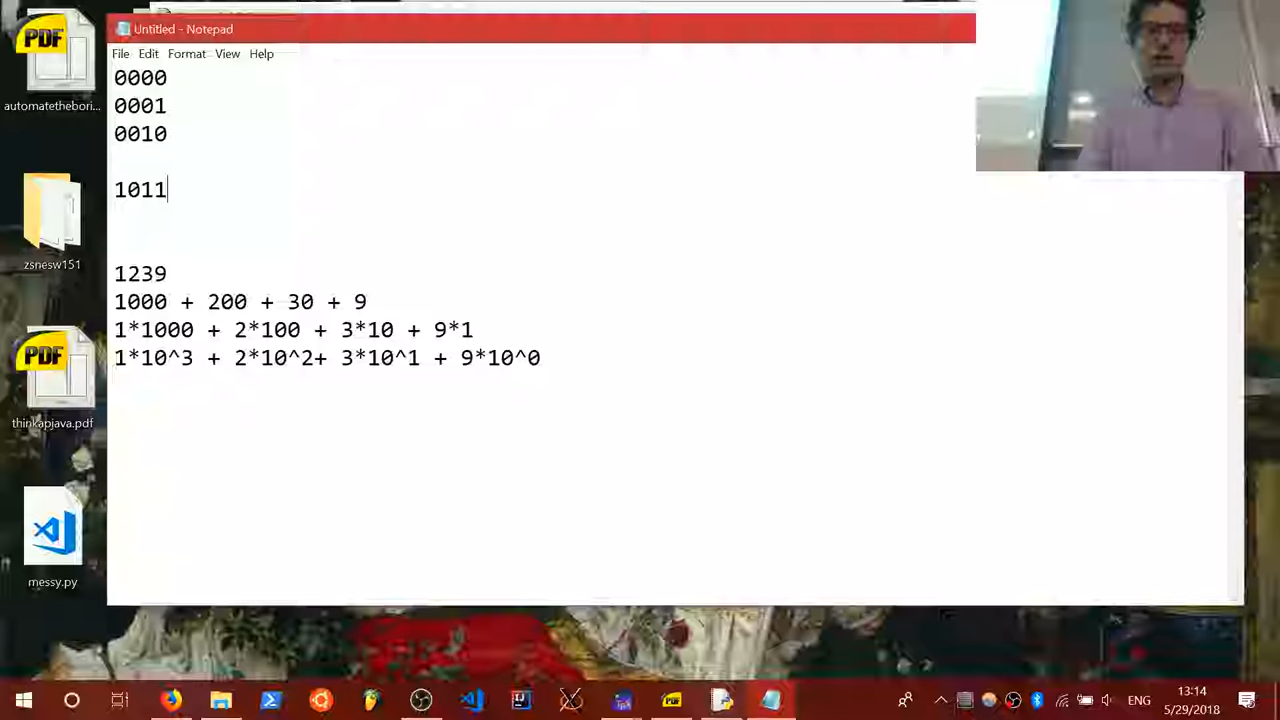 PDF
automatethebori...
zsnesw151
PDF
thinkapjava.pdf
messy.py
Untitled - Notepad
File Edit Format View Help
0000
0001
0010
1011
1239
1000 + 200 + 30 + 9
1*1000 + 2*100 + 3*10 + 9*1
1*10^3 + 2*10^2+ 3*10^1 + 9*10^0
ENG
13:14
5/29/2018